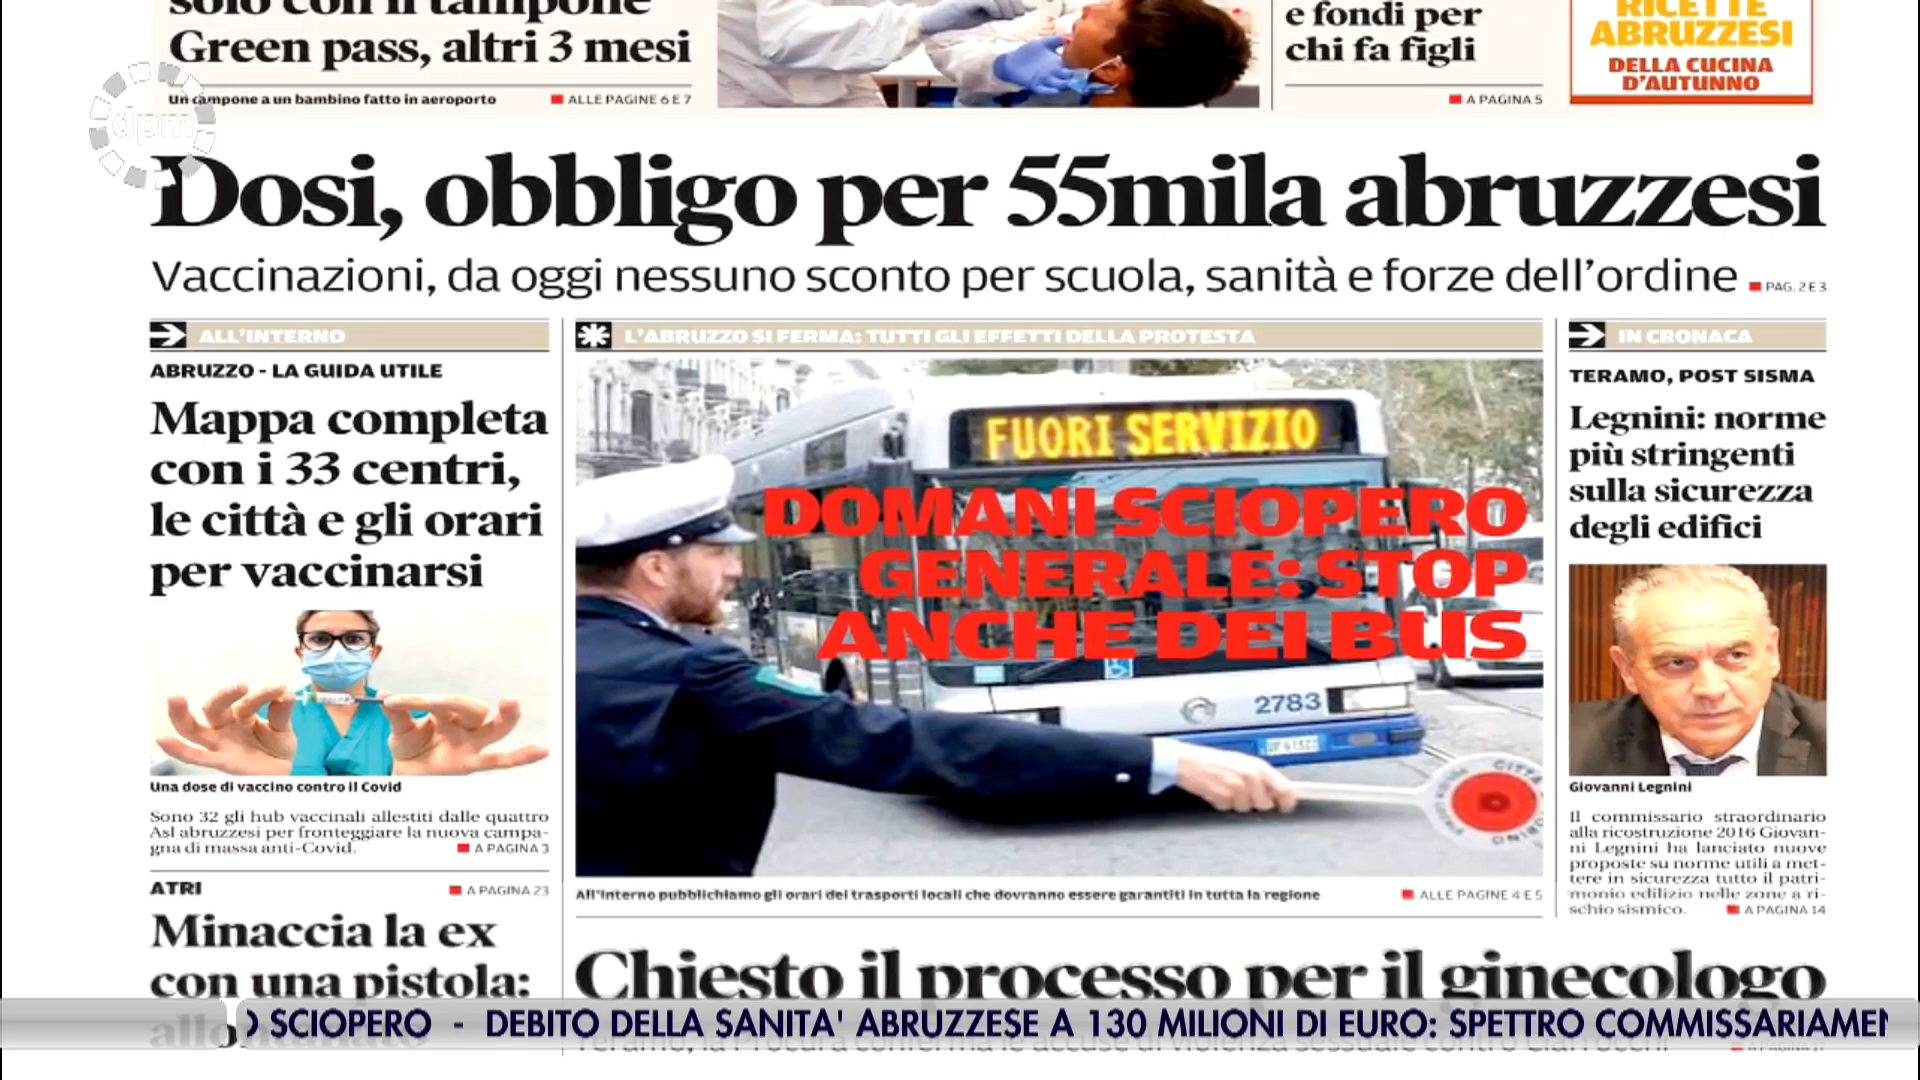 solo con il tampone
Green pass, altri 3 mesi
Un tampone a un bambino fatto in aeroporto
ALLE PAGINE 6 E 7
e fondi per
chi fa figli
A PAGINA 5
RICETTE
ABRUZZESI
DELLA CUCINA
D'AUTUNNO
dpm
Dosi, obbligo per 55mila abruzzesi
Vaccinazioni, da oggi nessuno sconto per scuola, sanità e forze dell'ordine
PAG. 2 E 3
ALL'INTERNO
ABRUZZO - LA GUIDA UTILE
Mappa completa
con i 33 centri,
le città e gli orari
per vaccinarsi
Una dose di vaccino contro il Covid
Sono 32 gli hub vaccinali allestiti dalle quattro
Asl abruzzesi per fronteggiare la nuova campa-
gna di massa anti-Covid.
A PAGINA 3
ATRI
A PAGINA 23
Minaccia la ex
con una pistola:
L'ABRUZZO SI FERMA: TUTTI GLI EFFETTI DELLA PROTESTA
FUORI SERVIZIO
DOMANI SCIOPERO
GENERALE: STOP
ANCHE DEI BUS
2783
All'interno pubblichiamo gli orari dei trasporti locali che dovranno essere garantiti in tutta la regione
ALLE PAGINE 4 E 5
Chiesto il processo per il ginecologo
IN CRONACA
TERAMO, POST SISMA
Legnini: norme
più stringenti
sulla sicurezza
degli edifici
Giovanni Legnini
Il commissario straordinario
alla ricostruzione 2016 Giovan-
ni Legnini ha lanciato nuove
proposte su norme utili a met-
tere in sicurezza tutto il patri-
monio edilizio nelle zone a ri-
schio sismico.
A PAGINA 14
O SCIOPERO - DEBITO DELLA SANITA' ABRUZZESE A 130 MILIONI DI EURO: SPETTRO COMMISSARIAMEN